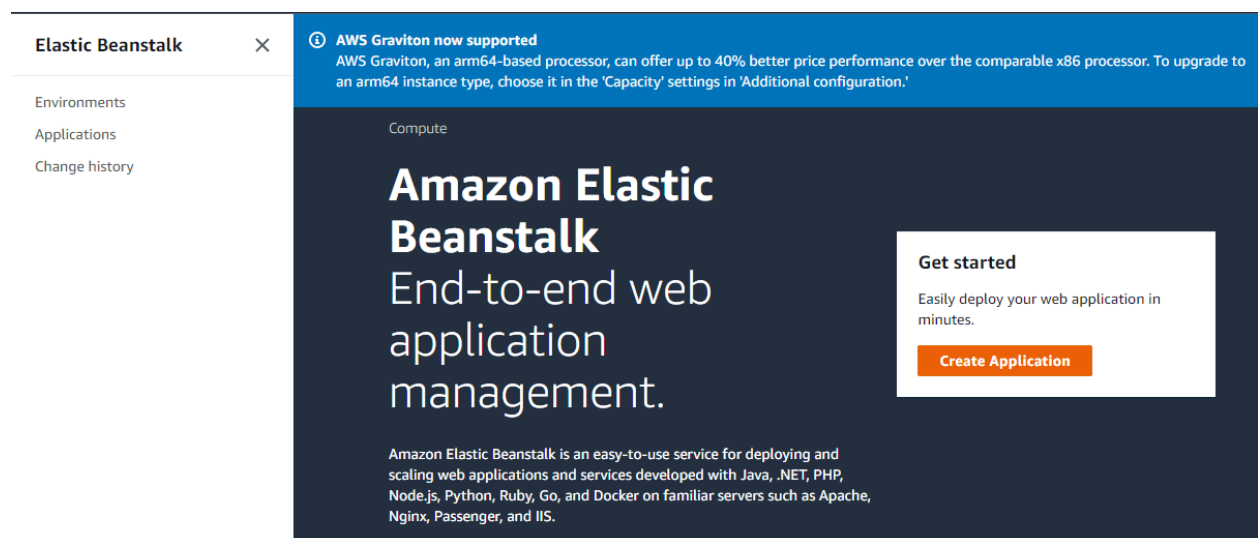 Elastic Beanstalk
Environments
Applications
Change history
AWS Graviton now supported
AWS Graviton, an arm64-based processor, can offer up to 40% better price performance over the comparable x86 processor. To upgrade to
an arm64 instance type, choose it in the 'Capacity' settings in 'Additional configuration.'
Compute
Amazon Elastic
Beanstalk
End-to-end web
application
management.
Amazon Elastic Beanstalk is an easy-to-use service for deploying and
scaling web applications and services developed with Java, .NET, PHP,
Node.js, Python, Ruby, Go, and Docker on familiar servers such as Apache,
Nginx, Passenger, and IIS.
Get started
Easily deploy your web application in
minutes.
Create Application